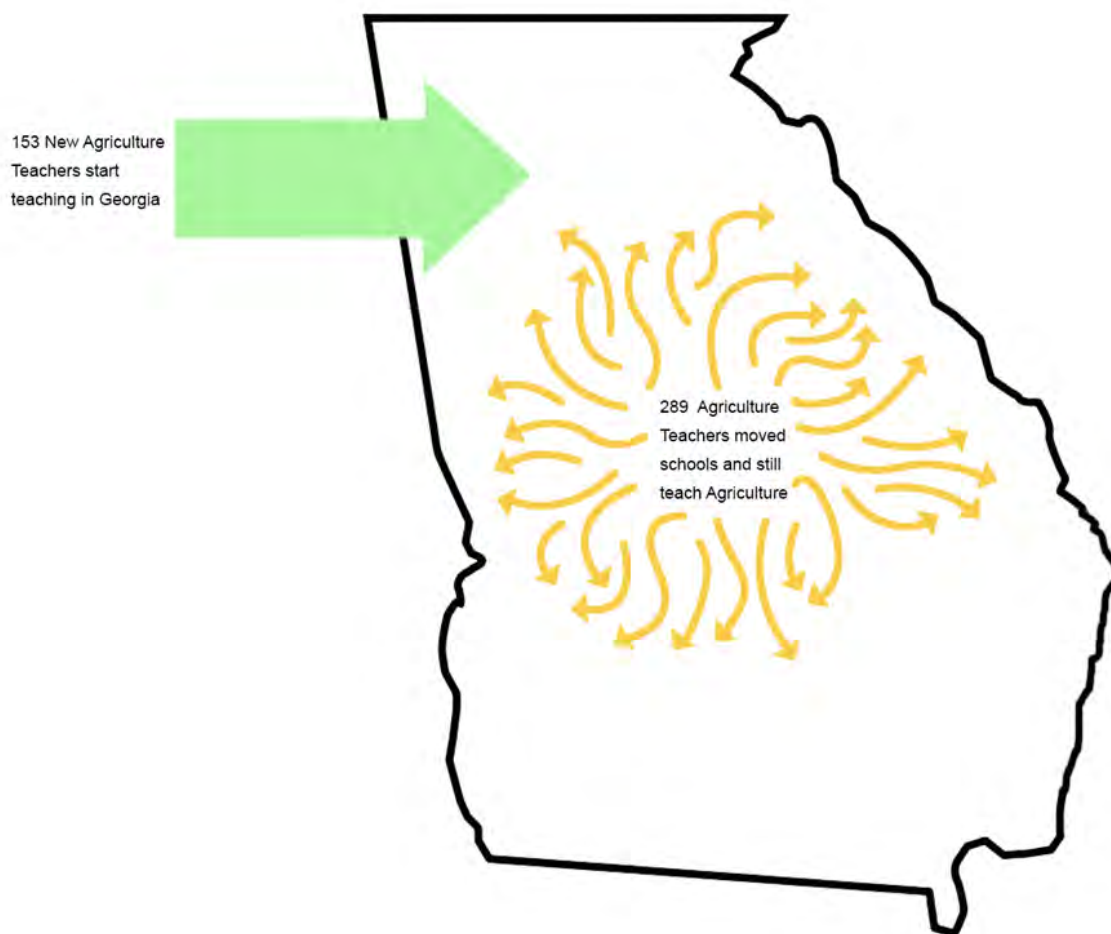 153 New Agriculture
Teachers start
teaching in Georgia
289 Agriculture
Teachers moved
schools and still
teach Agriculture